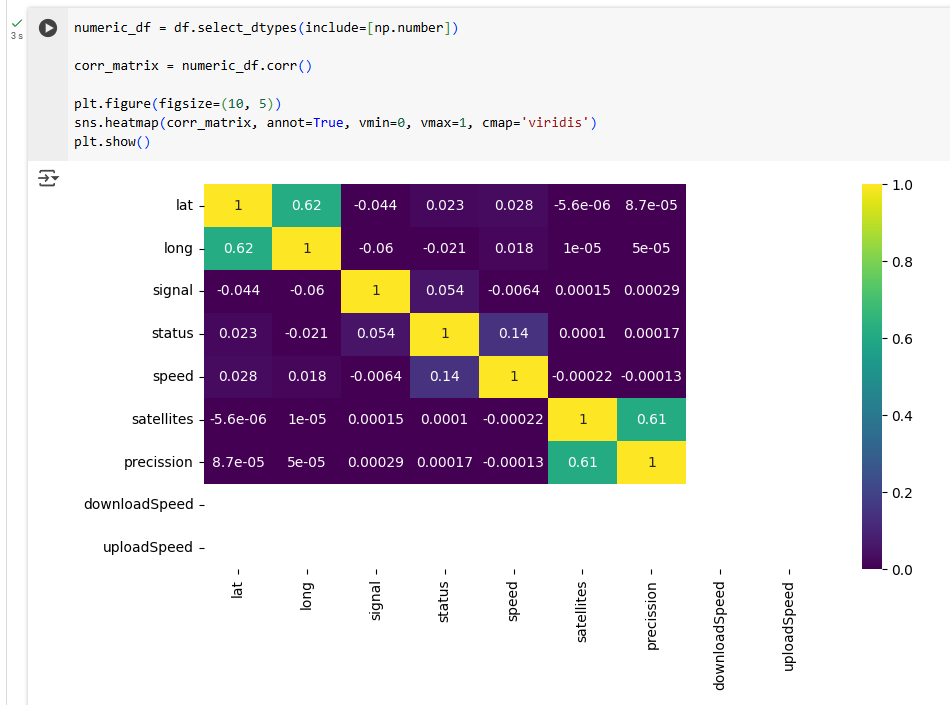 numeric_df = df.select_dtypes(include=[np.number])
3 s
corr_matrix = numeric_df.corr()
plt.figure(figsize=(10, 5))
sns.heatmap(corr_matrix, annot=True, vmin=0, vmax=1, cmap='viridis')
plt.show()
lat 1 0.62 -0.044 0.023 0.028 -5.6e-06 8.7e-05
long 0.62 1 -0.06 -0.021 0.018 1e-05 5e-05
signal -0.044 -0.06 1 0.054 -0.0064 0.00015 0.00029
status 0.023 -0.021 0.054 1 0.14 0.0001 0.00017
speed 0.028 0.018 -0.0064 0.14 1 -0.00022 -0.00013
satellites -5.6e-06 1e-05 0.00015 0.0001 -0.00022 1 0.61
precission 8.7e-05 5e-05 0.00029 0.00017 -0.00013 0.61 1
downloadSpeed
uploadSpeed
lat long signal status speed satellites precission downloadSpeed uploadSpeed
1.0
0.8
0.6
0.4
0.2
0.0